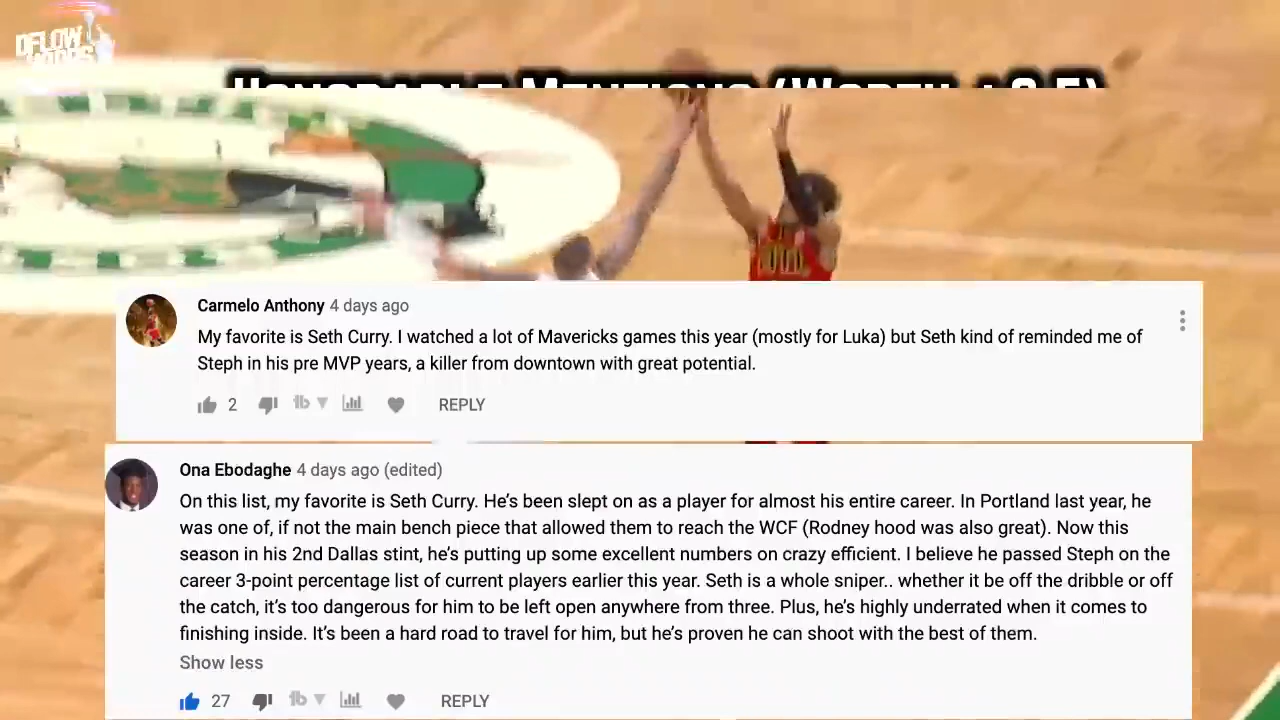 DFLOW
HOOPS
HONORABLE MENTIONS (WORTH +0.5)
Carmelo Anthony 4 days ago
My favorite is Seth Curry. I watched a lot of Mavericks games this year (mostly for Luka) but Seth kind of reminded me of
Steph in his pre MVP years, a killer from downtown with great potential.
2
REPLY
Ona Ebodaghe 4 days ago (edited)
On this list, my favorite is Seth Curry. He’s been slept on as a player for almost his entire career. In Portland last year, he
was one of, if not the main bench piece that allowed them to reach the WCF (Rodney hood was also great). Now this
season in his 2nd Dallas stint, he’s putting up some excellent numbers on crazy efficient. I believe he passed Steph on the
career 3-point percentage list of current players earlier this year. Seth is a whole sniper.. whether it be off the dribble or off
the catch, it’s too dangerous for him to be left open anywhere from three. Plus, he’s highly underrated when it comes to
finishing inside. It’s been a hard road to travel for him, but he’s proven he can shoot with the best of them.
Show less
27
REPLY